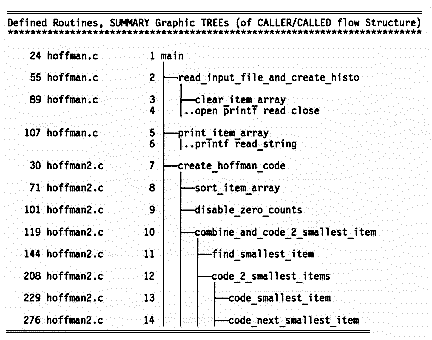 Defined Routines, SUMMARY Graphic TREEs (of CALLER/CALLED flow Structure)
***********************************************************************
24 hoffman.c 1 main
55 hoffman.c 2 read_input_file_and_create_histo
89 hoffman.c 3 clear_item_array
4 ..open printf read close
107 hoffman.c 5 print_item_array
6 ..printf read_string
30 hoffman2.c 7 create_hoffman_code
71 hoffman2.c 8 sort_item_array
101 hoffman2.c 9 disable_zero_counts
119 hoffman2.c 10 combine_and_code_2_smallest_item
144 hoffman2.c 11 find_smallest_item
208 hoffman2.c 12 code_2_smallest_items
229 hoffman2.c 13 code_smallest_item
276 hoffman2.c 14 code_next_smallest_item